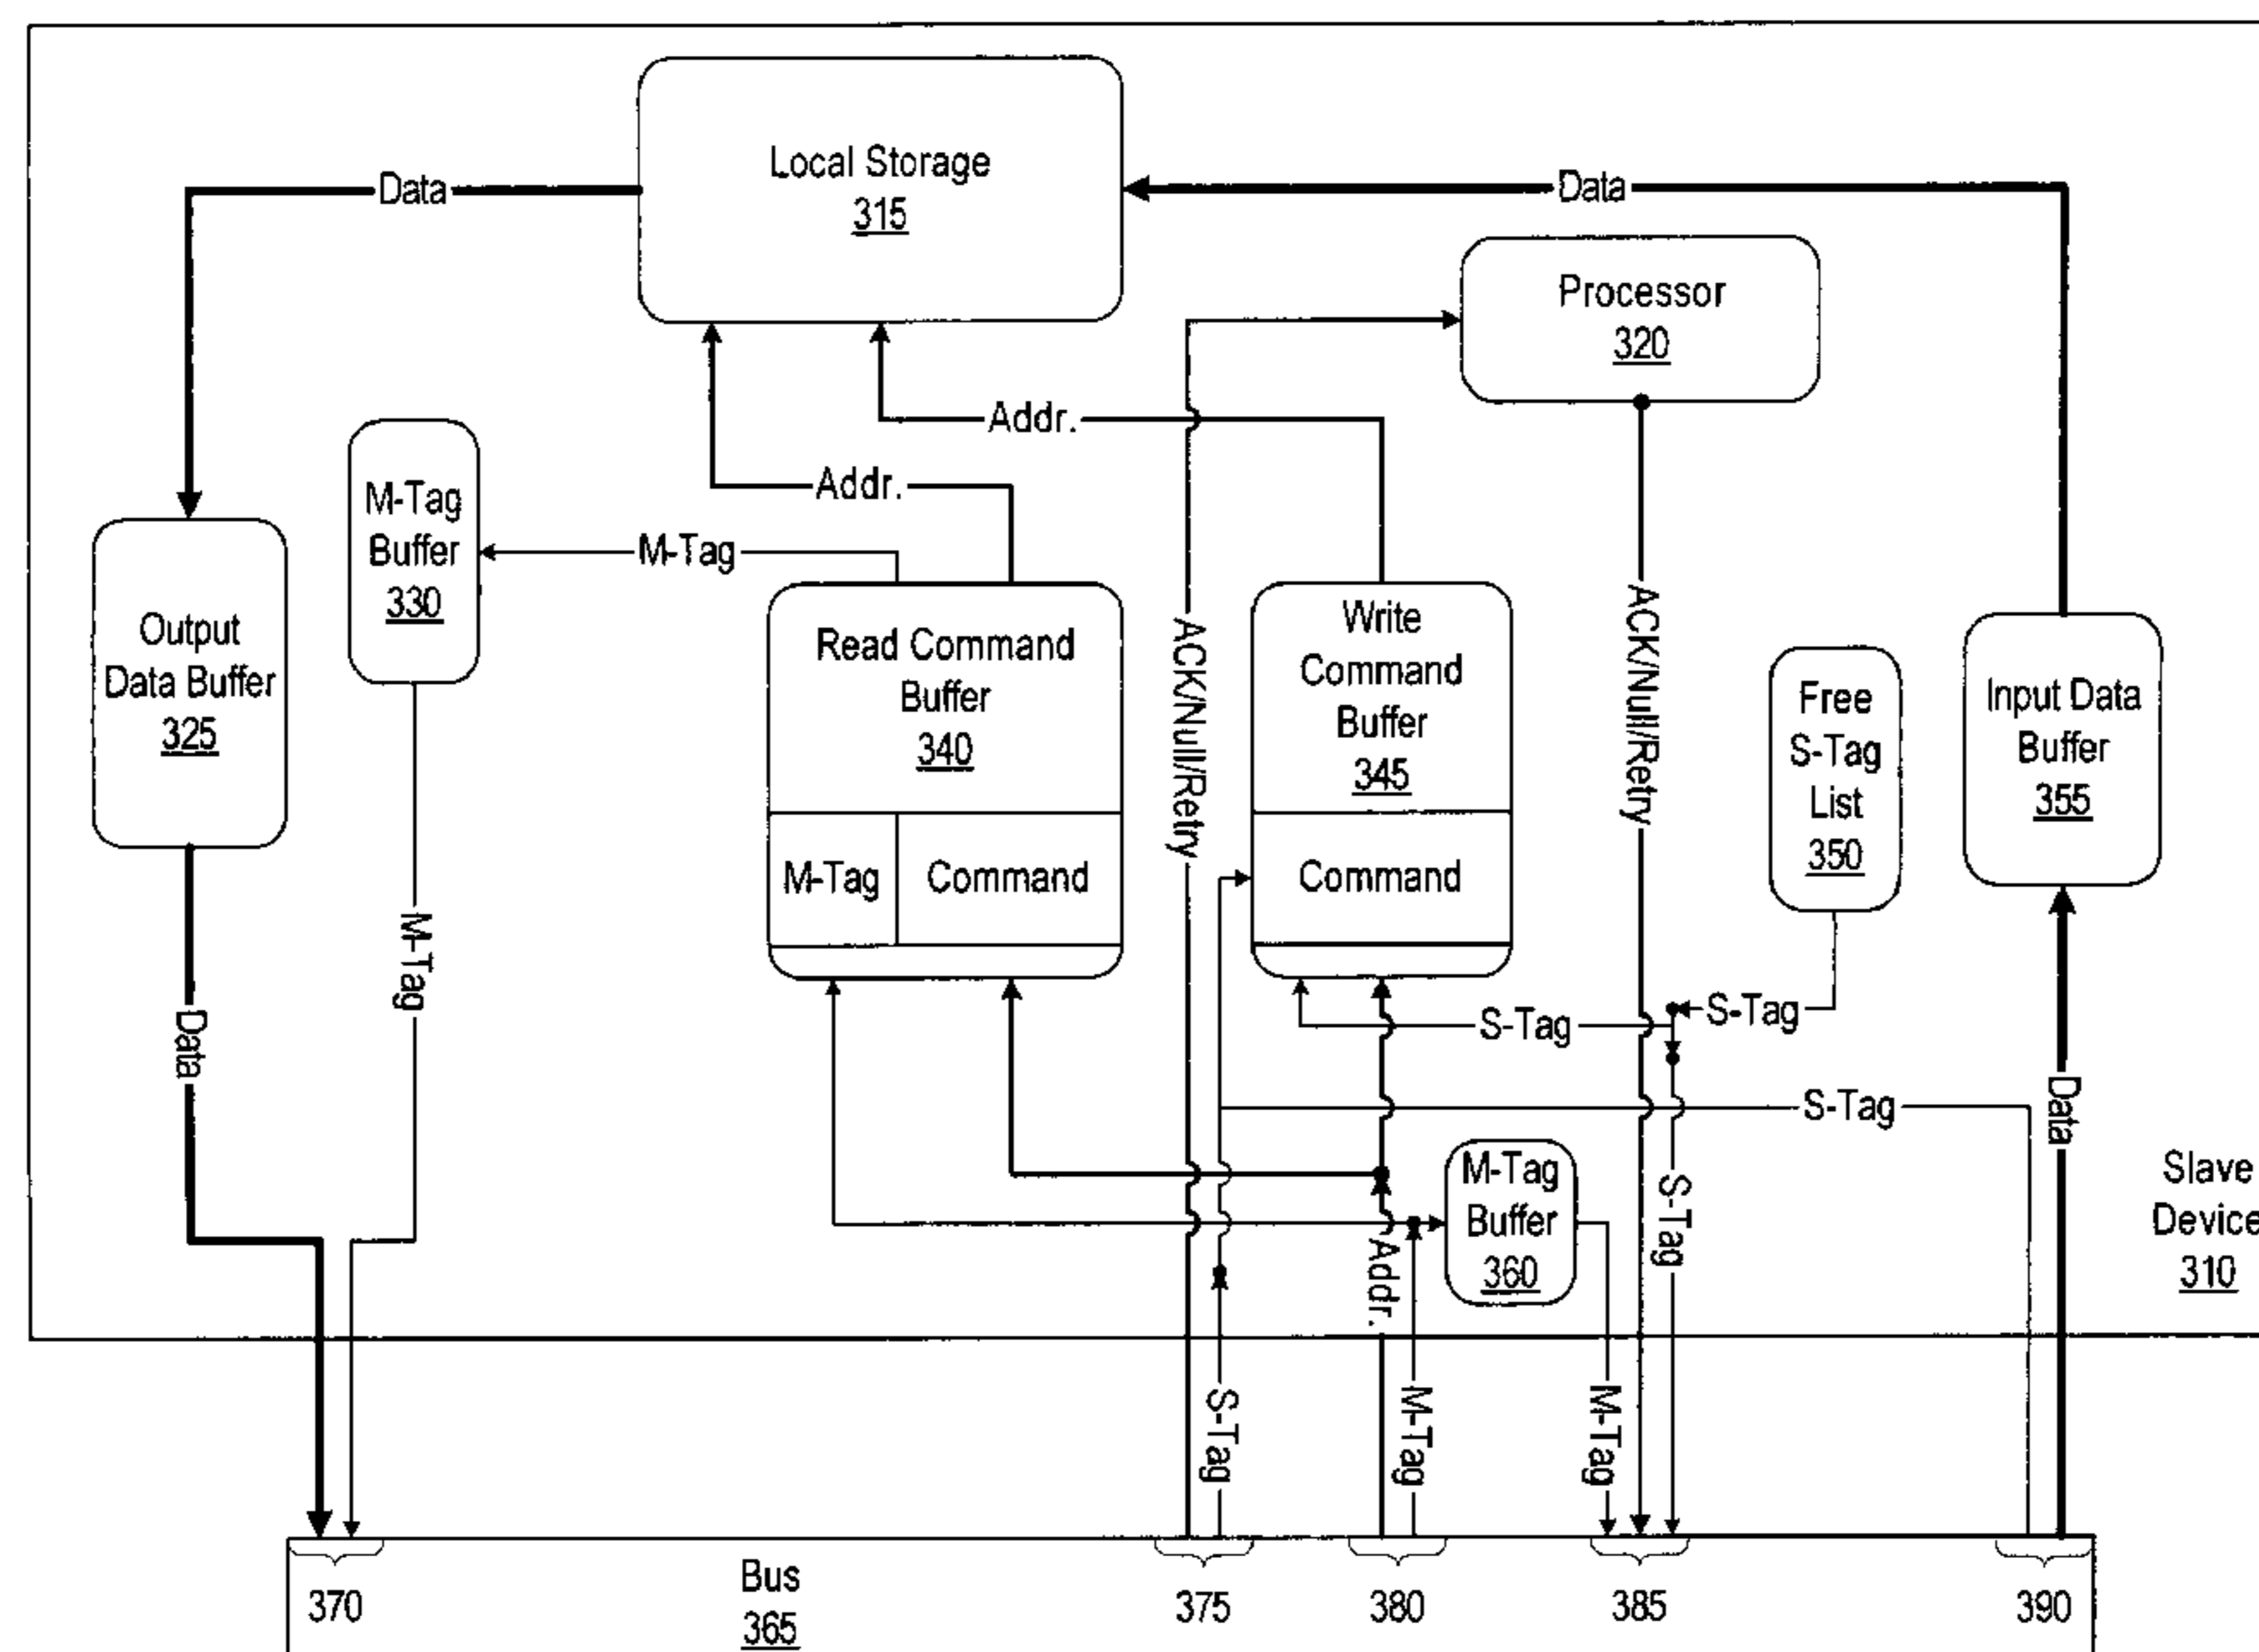 Local Storage
315
Data
Data
Processor
320
Addr.
Addr.
M-Tag
Buffer
330
M-Tag
Output
Data Buffer
325
Read Command
Buffer
340
M-Tag
Command
ACK/Null/Retry
Write
Command
Buffer
345
Command
ACK/Null/Retry
Free
S-Tag
List
350
Input Data
Buffer
355
M-Tag
Data
S-Tag
S-Tag
S-Tag
Data
M-Tag
Buffer
360
S-Tag
Addr.
Slave
Device
310
S-Tag
M-Tag
M-Tag
Bus
365
370
375
380
385
390